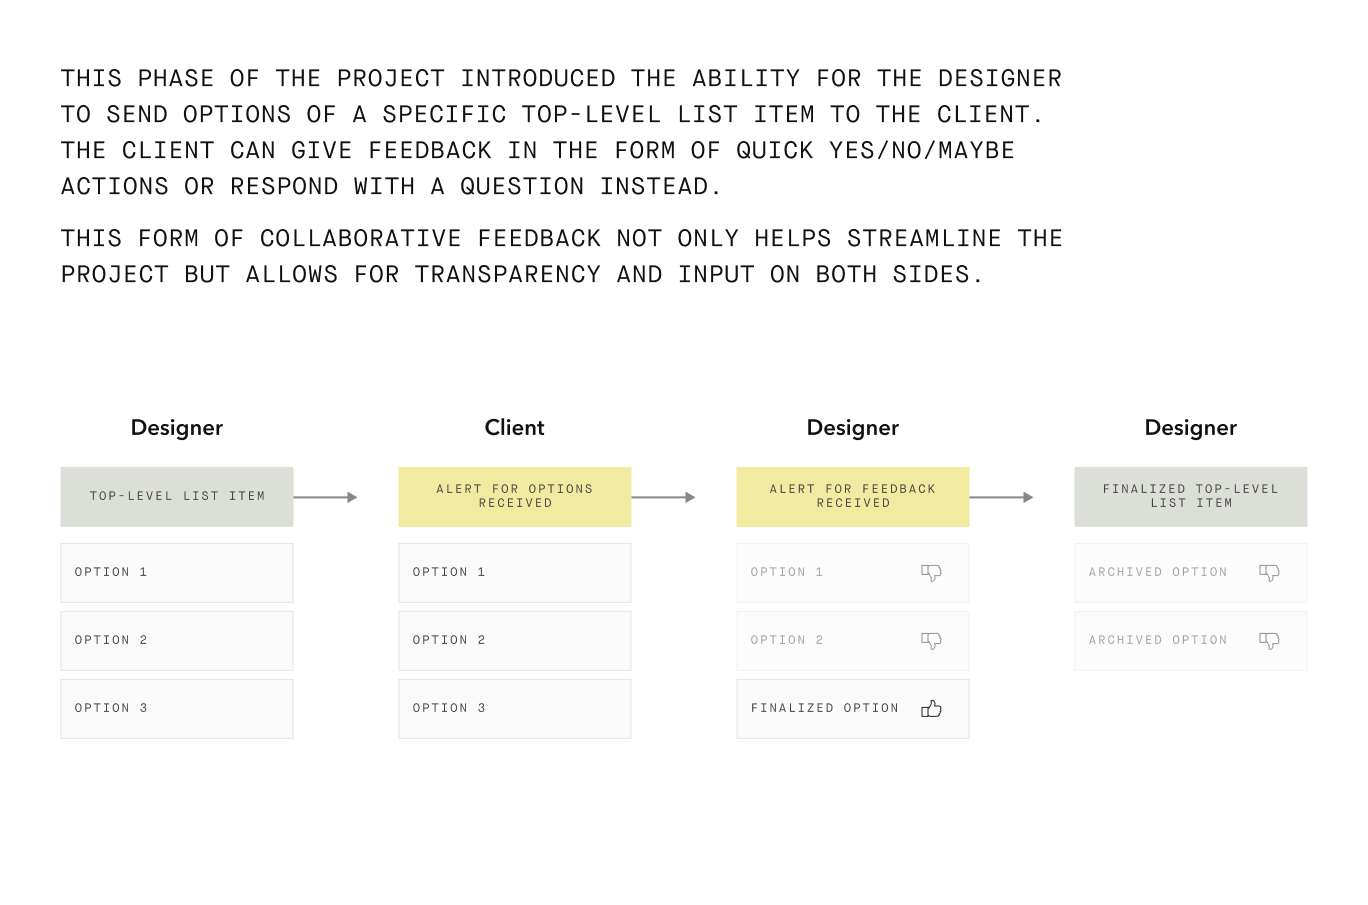 THIS PHASE OF THE PROJECT INTRODUCED THE ABILITY FOR THE DESIGNER
TO SEND OPTIONS OF A SPECIFIC TOP-LEVEL LIST ITEM TO THE CLIENT.
THE CLIENT CAN GIVE FEEDBACK IN THE FORM OF QUICK YES/NO/MAYBE
ACTIONS OR RESPOND WITH A QUESTION INSTEAD.
THIS FORM OF COLLABORATIVE FEEDBACK NOT ONLY HELPS STREAMLINE THE
PROJECT BUT ALLOWS FOR TRANSPARENCY AND INPUT ON BOTH SIDES.
Designer
TOP-LEVEL LIST ITEM
OPTION 1
OPTION 2
OPTION 3
Client
ALERT FOR OPTIONS
RECEIVED
OPTION 1
OPTION 2
OPTION 3
Designer
ALERT FOR FEEDBACK
RECEIVED
OPTION 1
OPTION 2
FINALIZED OPTION
Designer
FINALIZED TOP-LEVEL
LIST ITEM
ARCHIVED OPTION
ARCHIVED OPTION